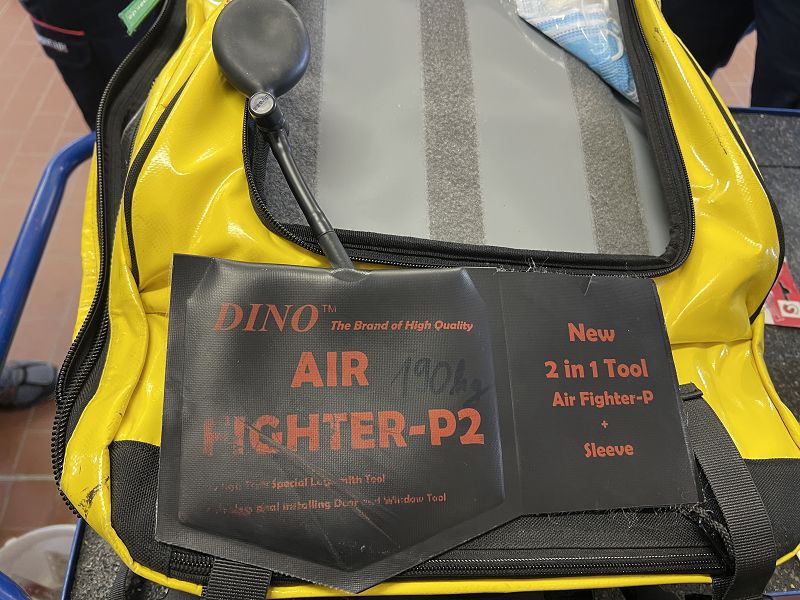 DINO™
The Brand of High Quality
AIR
190kg
FIGHTER-P2
Special Locksmith Tool
Installing Door and Window Tool
New
2 in 1 Tool
Air Fighter-P
+
Sleeve